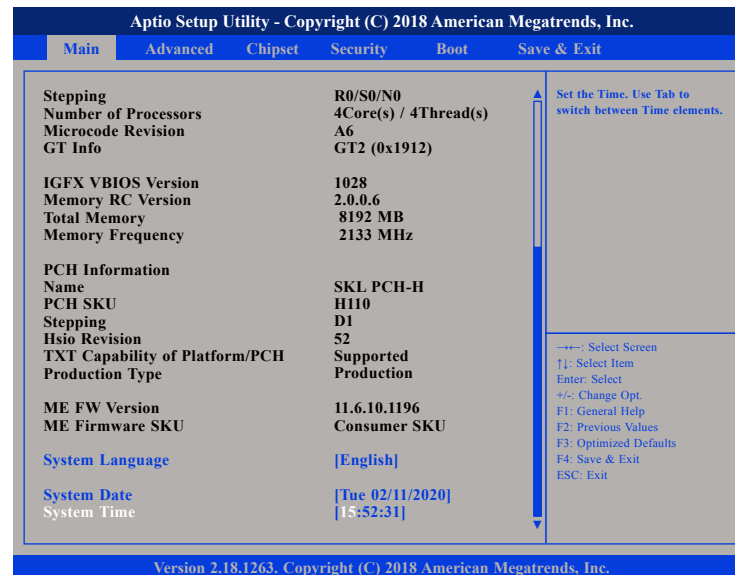 Aptio Setup Utility - Copyright (C) 2018 American Megatrends, Inc.
Main Advanced Chipset Security Boot Save & Exit
Stepping R0/S0/N0
Number of Processors 4Core(s) / 4Thread(s)
Microcode Revision A6
GT Info GT2 (0x1912)
IGFX VBIOS Version 1028
Memory RC Version 2.0.0.6
Total Memory 8192 MB
Memory Frequency 2133 MHz
PCH Information
Name SKL PCH-H
PCH SKU H110
Stepping D1
Hsio Revision 52
TXT Capability of Platform/PCH Supported
Production Type Production
ME FW Version 11.6.10.1196
ME Firmware SKU Consumer SKU
System Language [English]
System Date [Tue 02/11/2020]
System Time [15:52:31]
Set the Time. Use Tab to
switch between Time elements.
→←: Select Screen
↑↓: Select Item
Enter: Select
+/-: Change Opt.
F1: General Help
F2: Previous Values
F3: Optimized Defaults
F4: Save & Exit
ESC: Exit
Version 2.18.1263. Copyright (C) 2018 American Megatrends, Inc.